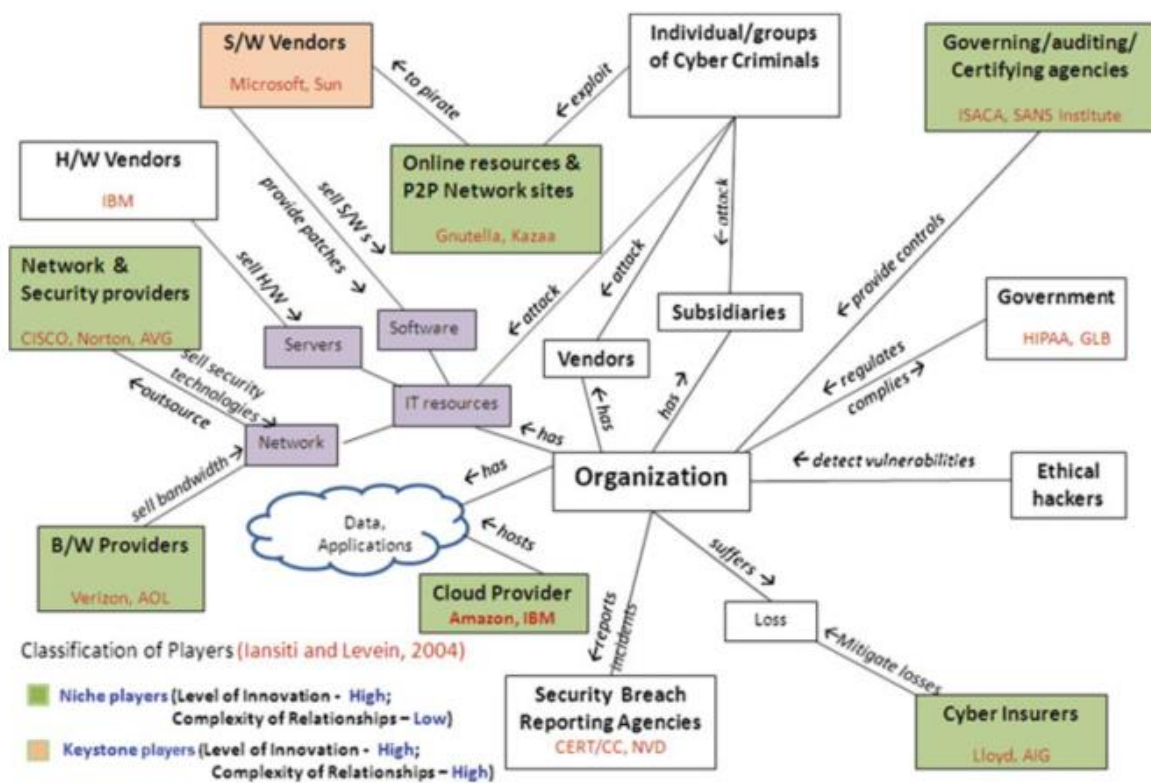 S/W Vendors
Microsoft, Sun
Individual/groups
of Cyber Criminals
Governing/auditing/
Certifying agencies
ISACA, SANS Institute
← to pirate
← exploit
H/W Vendors
IBM
Online resources &
P2P Network sites
Gnutella, Kazaa
sell S/W s →
provide patches →
← attack
← attack
← attack
← provide controls
Network &
Security providers
CISCO, Norton, AVG
sell H/W →
Servers
Software
Subsidiaries
Vendors
Government
HIPAA, GLB
← regulates
complies →
sell security
technologies →
← outsource
IT resources
Network
← has
← has
has →
← has
sell bandwidth →
Organization
← detect vulnerabilities
Ethical
hackers
Data,
Applications
← hosts
B/W Providers
Verizon, AOL
Cloud Provider
Amazon, IBM
suffers →
Loss
← reports
incidents
← Mitigate losses
Security Breach
Reporting Agencies
CERT/CC, NVD
Cyber Insurers
Lloyd, AIG
Classification of Players (Iansiti and Levein, 2004)
Niche players (Level of Innovation - High;
Complexity of Relationships – Low)
Keystone players (Level of Innovation - High;
Complexity of Relationships – High)